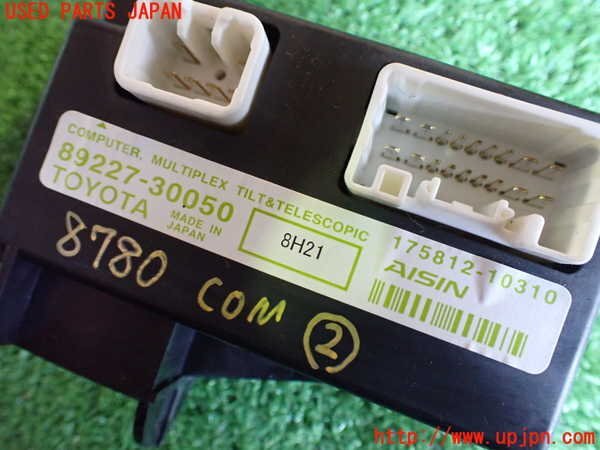 USED PARTS JAPAN
COMPUTER, MULTIPLEX TILT&TELESCOPIC
89227-30050
TOYOTA
MADE IN
JAPAN
8H21
175812-10310
AISIN
8780 COM 2
http://www.upjpn.com/